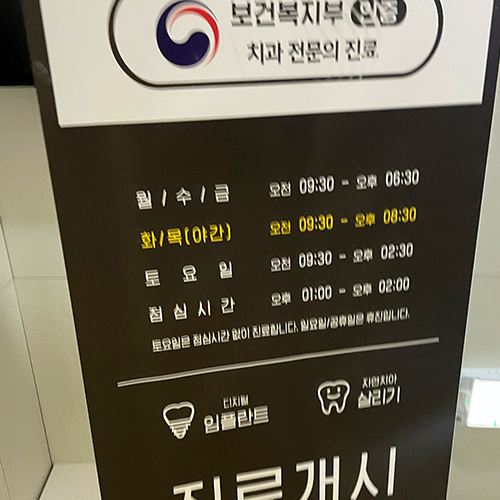 보건복지부 인증
치과 전문의 진료
월 / 수 / 금 오전 09:30 - 오후 06:30
화/목(야간) 오전 09:30 - 오후 08:30
토 요 일 오전 09:30 - 오후 02:30
점심시간 오후 01:00 - 오후 02:00
토요일은 점심시간 없이 진료합니다. 일요일/공휴일은 휴진입니다.
디지털
임플란트
자연치아
살리기
진료개시